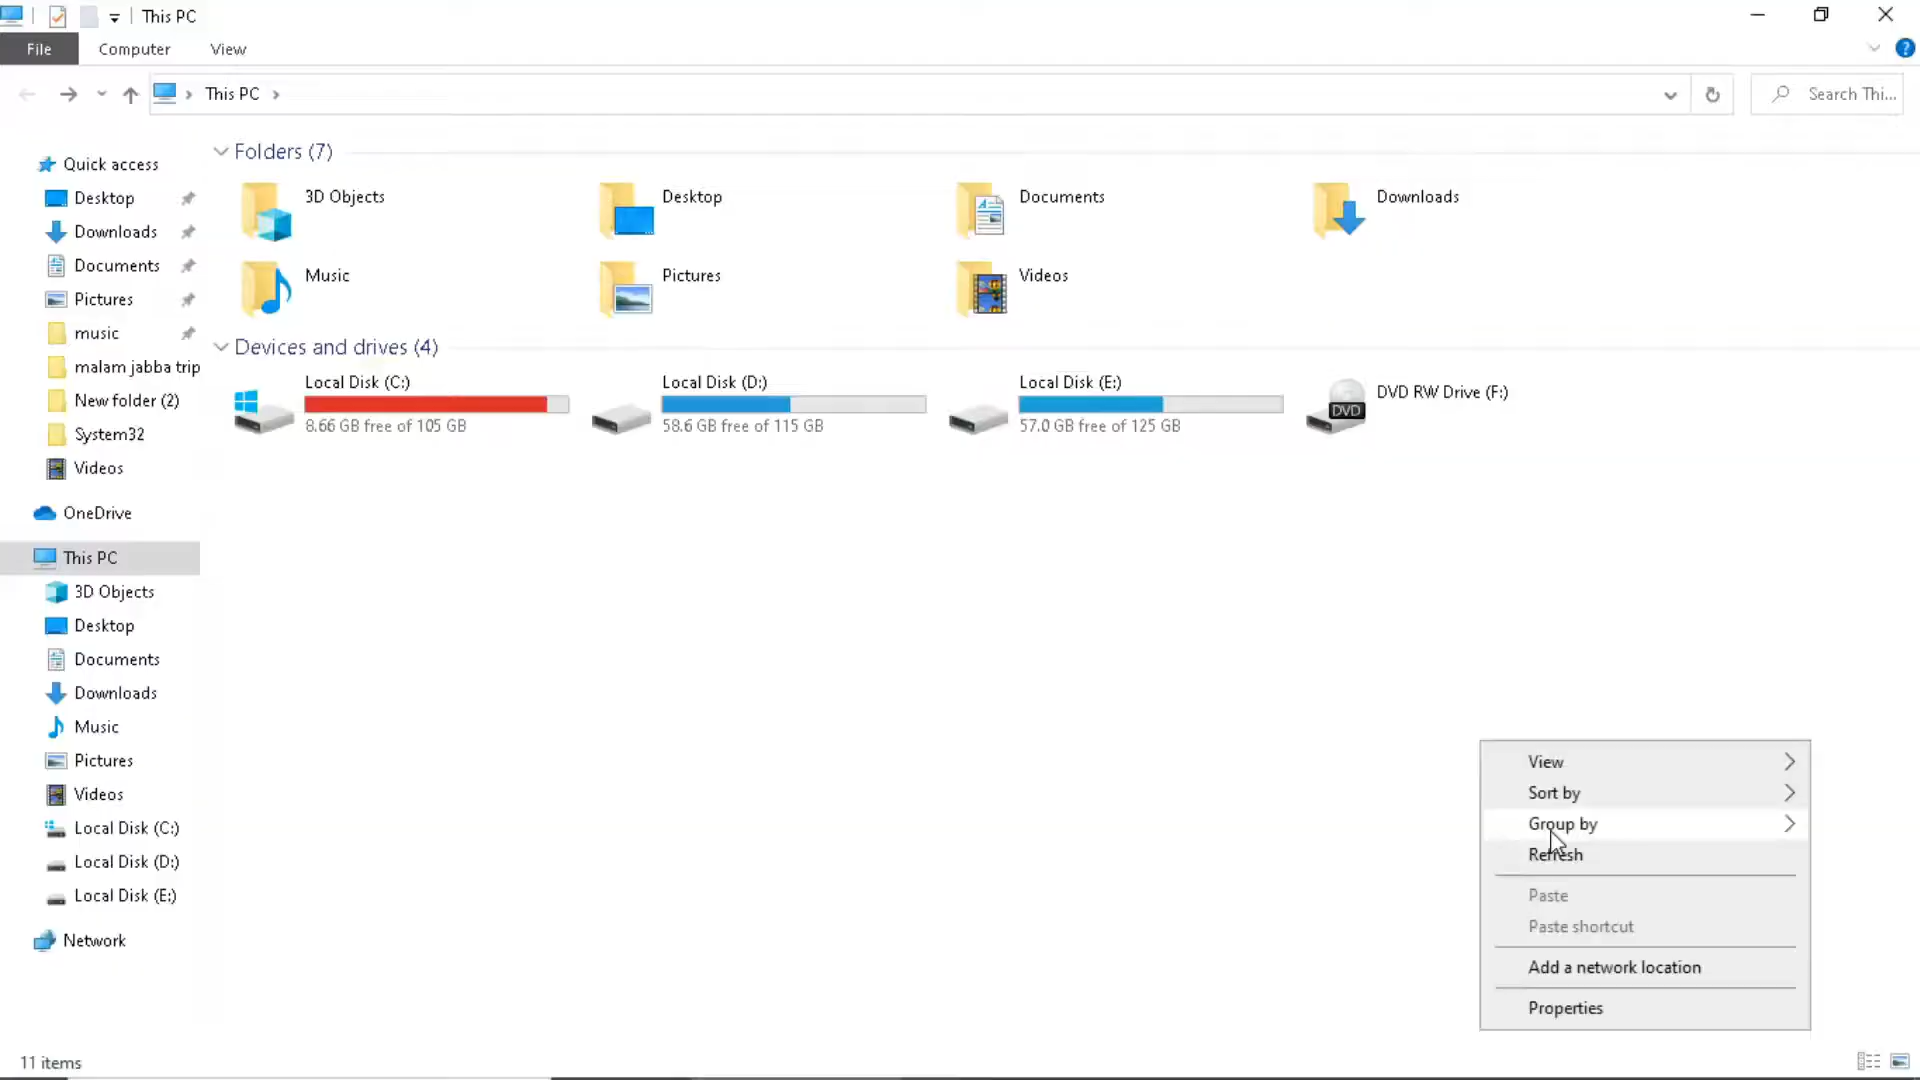 This PC
File Computer View
This PC
Search Thi...
Quick access
Desktop
Downloads
Documents
Pictures
music
malam jabba trip
New folder (2)
System32
Videos
OneDrive
This PC
3D Objects
Desktop
Documents
Downloads
Music
Pictures
Videos
Local Disk (C:)
Local Disk (D:)
Local Disk (E:)
Network
Folders (7)
3D Objects
Desktop
Documents
Downloads
Music
Pictures
Videos
Devices and drives (4)
Local Disk (C:)
8.66 GB free of 105 GB
Local Disk (D:)
58.6 GB free of 115 GB
Local Disk (E:)
57.0 GB free of 125 GB
DVD
DVD RW Drive (F:)
View
Sort by
Group by
Refresh
Paste
Paste shortcut
Add a network location
Properties
11 items